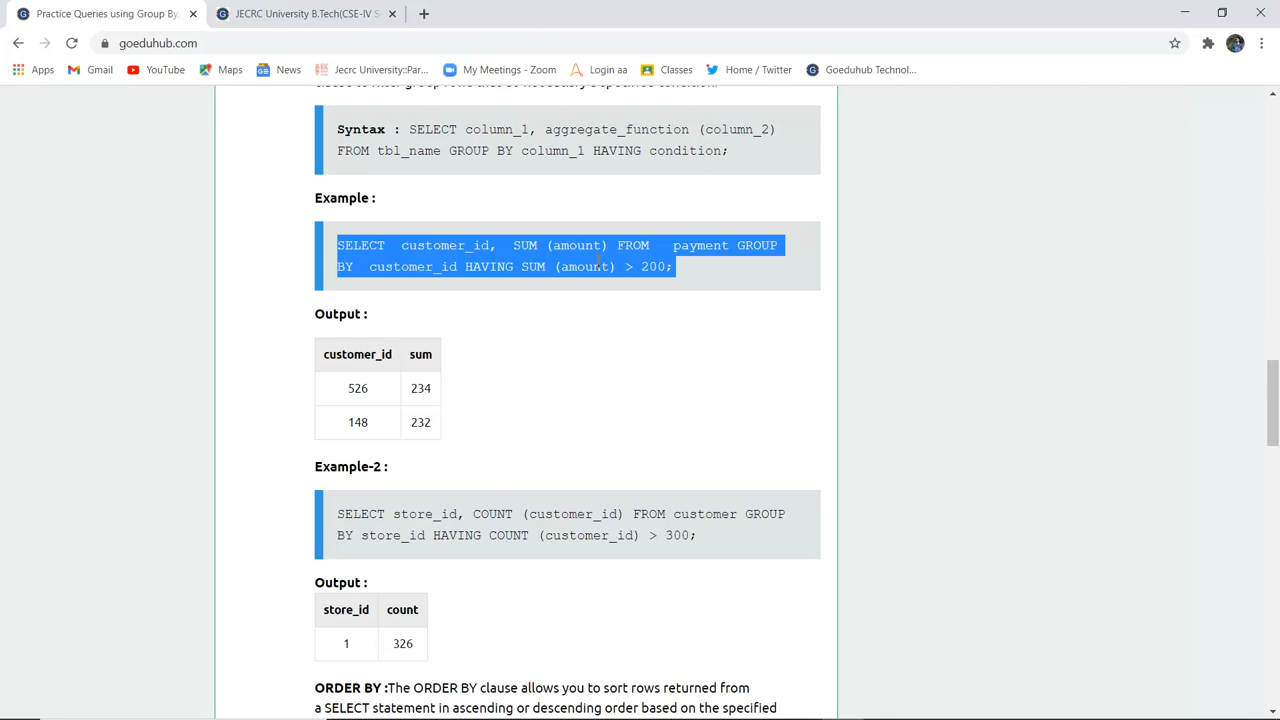 Practice Queries using Group By,
JECRC University B.Tech(CSE-IV S
goeduhub.com
Apps
Gmail
YouTube
Maps
News
Jecrc University::Par...
My Meetings - Zoom
Login aa
Classes
Home / Twitter
Goeduhub Technol...
Syntax : SELECT column_1, aggregate_function (column_2)
FROM tbl_name GROUP BY column_1 HAVING condition;
Example :
SELECT customer_id, SUM (amount) FROM payment GROUP
BY customer_id HAVING SUM (amount) > 200;
Output :
customer_id sum
526 234
148 232
Example-2 :
SELECT store_id, COUNT (customer_id) FROM customer GROUP
BY store_id HAVING COUNT (customer_id) > 300;
Output :
store_id count
1 326
ORDER BY :The ORDER BY clause allows you to sort rows returned from
a SELECT statement in ascending or descending order based on the specified